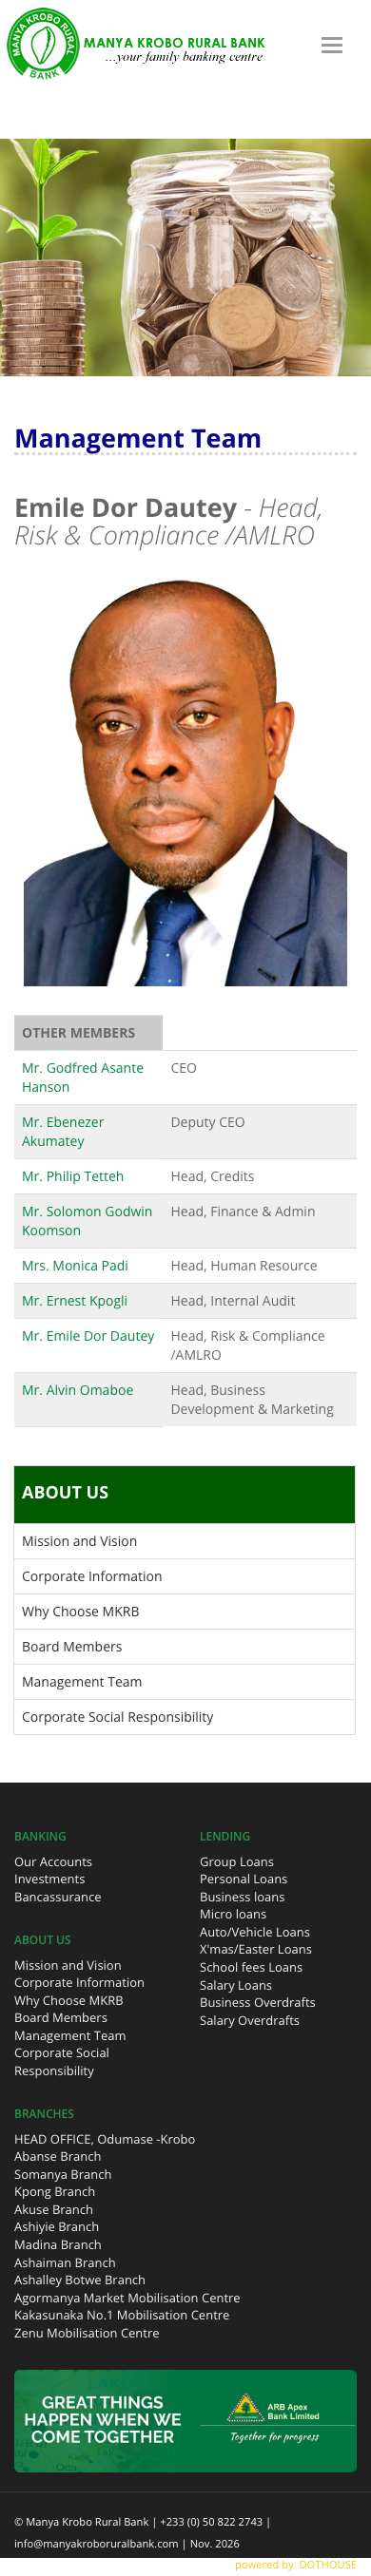 MANYA KROBO RURAL BANK
MANYA KROBO RURAL BANK
...your family banking centre
Management Team
Emile Dor Dautey - Head,
Risk & Compliance /AMLRO
OTHER MEMBERS
Mr. Godfred Asante Hanson CEO
Mr. Ebenezer Akumatey Deputy CEO
Mr. Philip Tetteh Head, Credits
Mr. Solomon Godwin Koomson Head, Finance & Admin
Mrs. Monica Padi Head, Human Resource
Mr. Ernest Kpogli Head, Internal Audit
Mr. Emile Dor Dautey Head, Risk & Compliance /AMLRO
Mr. Alvin Omaboe Head, Business Development & Marketing
ABOUT US
Mission and Vision
Corporate Information
Why Choose MKRB
Board Members
Management Team
Corporate Social Responsibility
BANKING
Our Accounts
Investments
Bancassurance
ABOUT US
Mission and Vision
Corporate Information
Why Choose MKRB
Board Members
Management Team
Corporate Social
Responsibility
LENDING
Group Loans
Personal Loans
Business loans
Micro loans
Auto/Vehicle Loans
X'mas/Easter Loans
School fees Loans
Salary Loans
Business Overdrafts
Salary Overdrafts
BRANCHES
HEAD OFFICE, Odumase -Krobo
Abanse Branch
Somanya Branch
Kpong Branch
Akuse Branch
Ashiyie Branch
Madina Branch
Ashaiman Branch
Ashalley Botwe Branch
Agormanya Market Mobilisation Centre
Kakasunaka No.1 Mobilisation Centre
Zenu Mobilisation Centre
GREAT THINGS
HAPPEN WHEN WE
COME TOGETHER
ARB Apex
Bank Limited
Together for progress
© Manya Krobo Rural Bank | +233 (0) 50 822 2743 |
info@manyakroboruralbank.com | Nov. 2026
powered by: DOTHOUSE